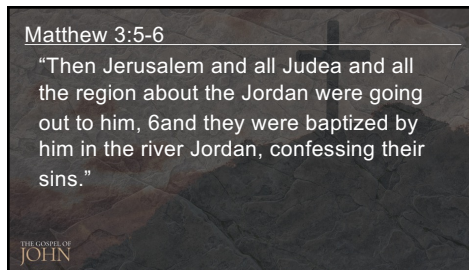 Matthew 3:5-6
“Then Jerusalem and all Judea and all
the region about the Jordan were going
out to him, 6and they were baptized by
him in the river Jordan, confessing their
sins.”
THE GOSPEL OF
JOHN